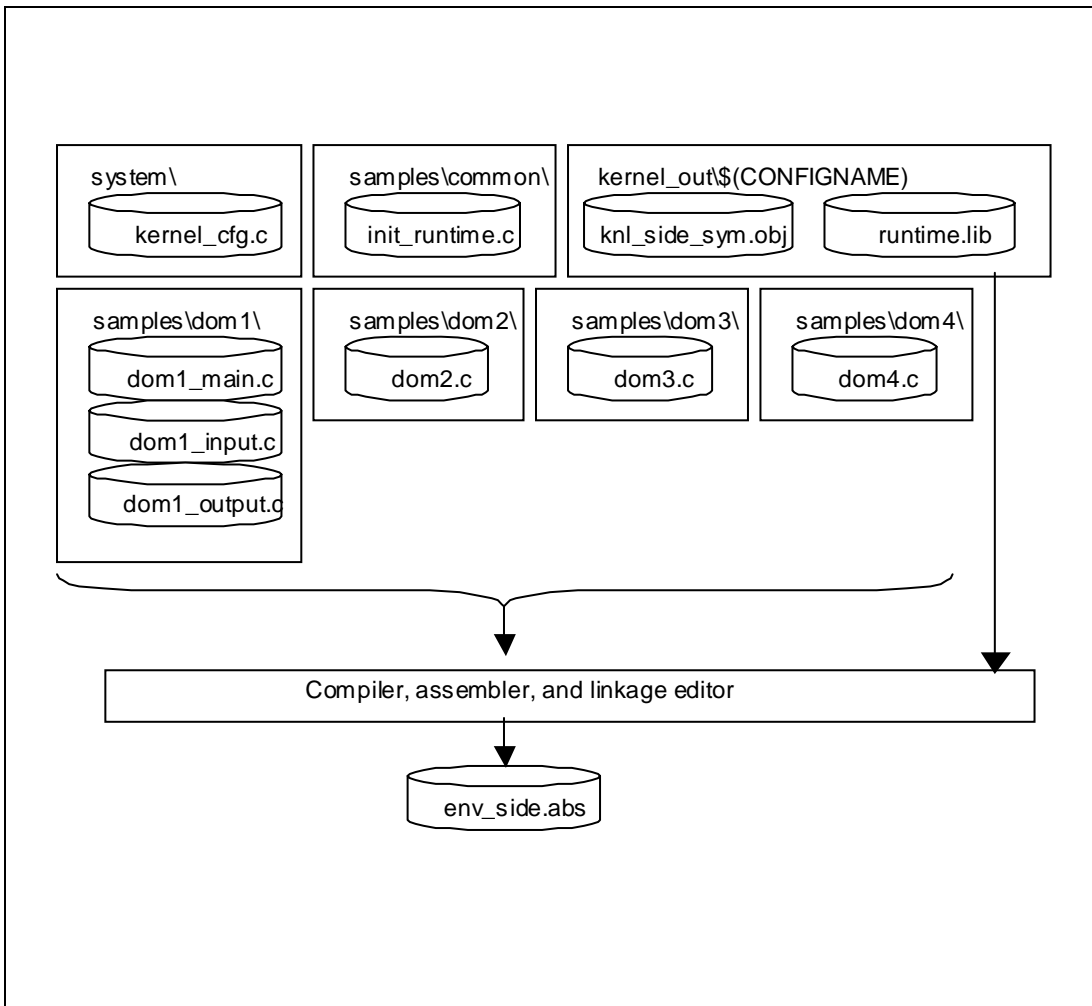 system\
kernel_cfg.c
samples\common\
init_runtime.c
kernel_out\$(CONFIGNAME)
knl_side_sym.obj
runtime.lib
samples\dom1\
dom1_main.c
dom1_input.c
dom1_output.c
samples\dom2\
dom2.c
samples\dom3\
dom3.c
samples\dom4\
dom4.c
Compiler, assembler, and linkage editor
env_side.abs